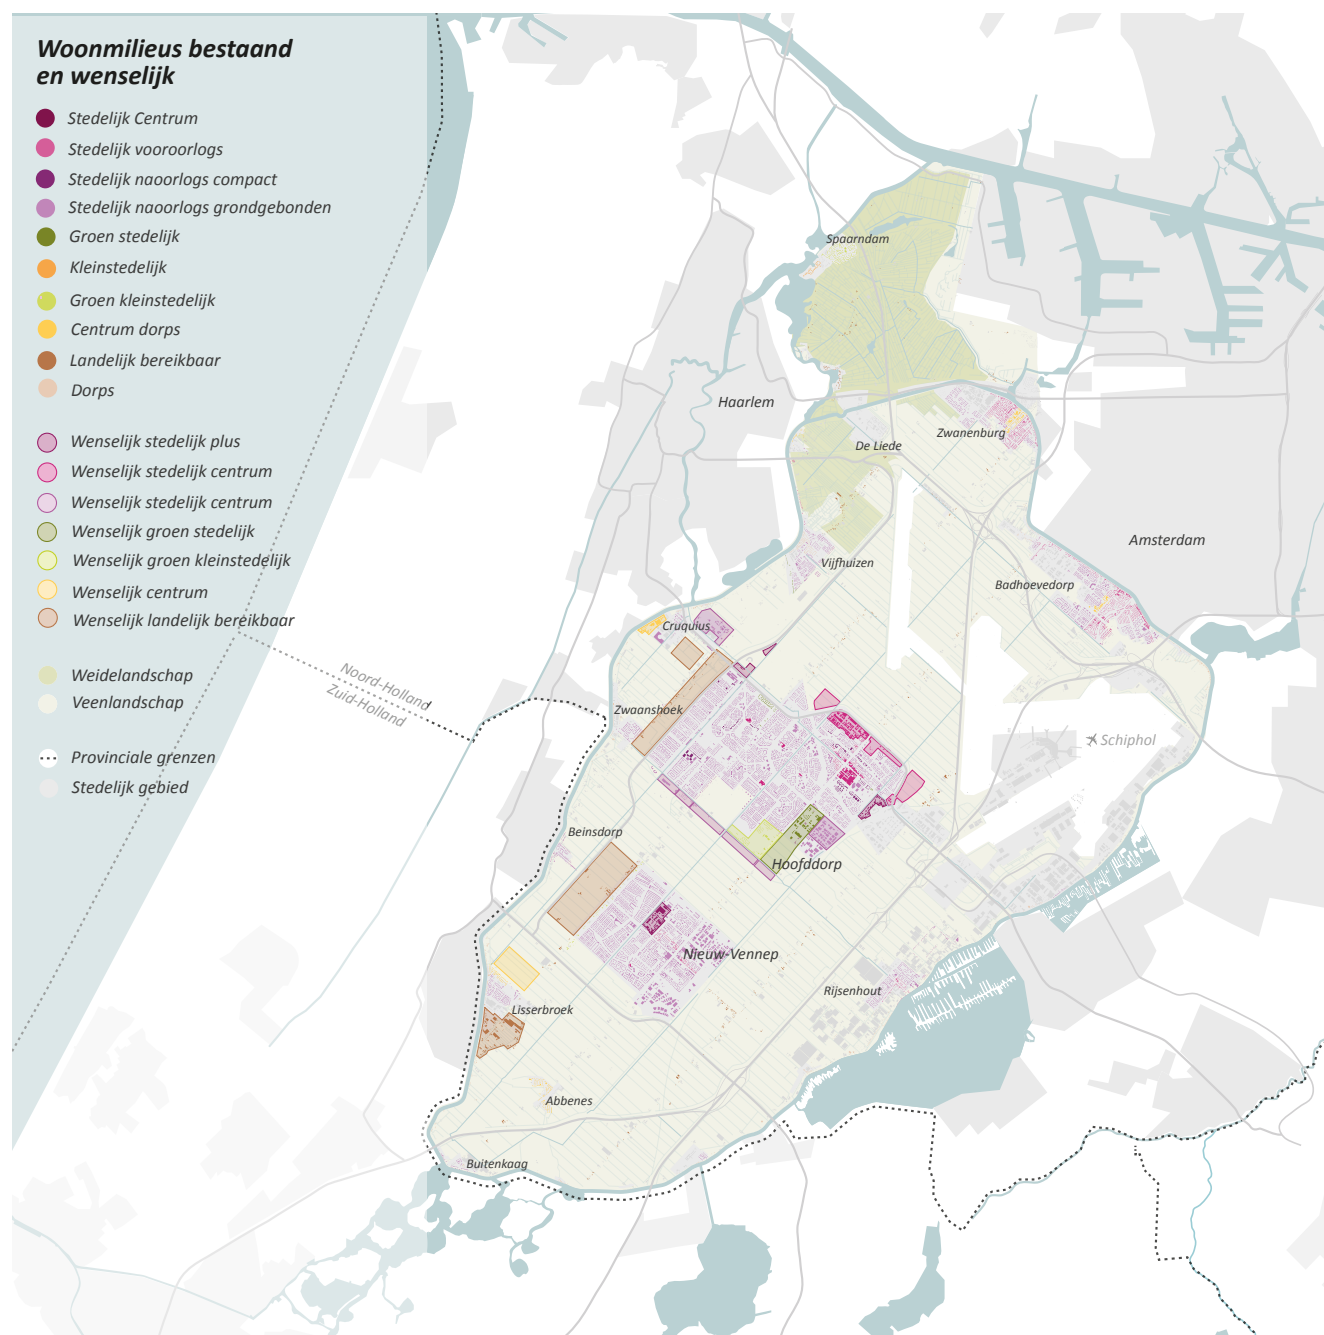 Woonmilieus bestaand
en wenselijk
Stedelijk Centrum
Stedelijk vooroorlogs
Stedelijk naoorlogs compact
Stedelijk naoorlogs grondgebonden
Groen stedelijk
Kleinstedelijk
Groen kleinstedelijk
Centrum dorps
Landelijk bereikbaar
Dorps
Wenselijk stedelijk plus
Wenselijk stedelijk centrum
Wenselijk stedelijk centrum
Wenselijk groen stedelijk
Wenselijk groen kleinstedelijk
Wenselijk centrum
Wenselijk landelijk bereikbaar
Weidelandschap
Veenlandschap
Provinciale grenzen
Stedelijk gebied
Noord-Holland
Zuid-Holland
Spaarndam
Haarlem
De Liede
Zwanenburg
Amsterdam
Vijfhuizen
Badhoevedorp
Cruquius
Zwaanshoek
Schiphol
Beinsdorp
Hoofddorp
Nieuw-Vennep
Rijsenhout
Lisserbroek
Abbenes
Buitenkaag